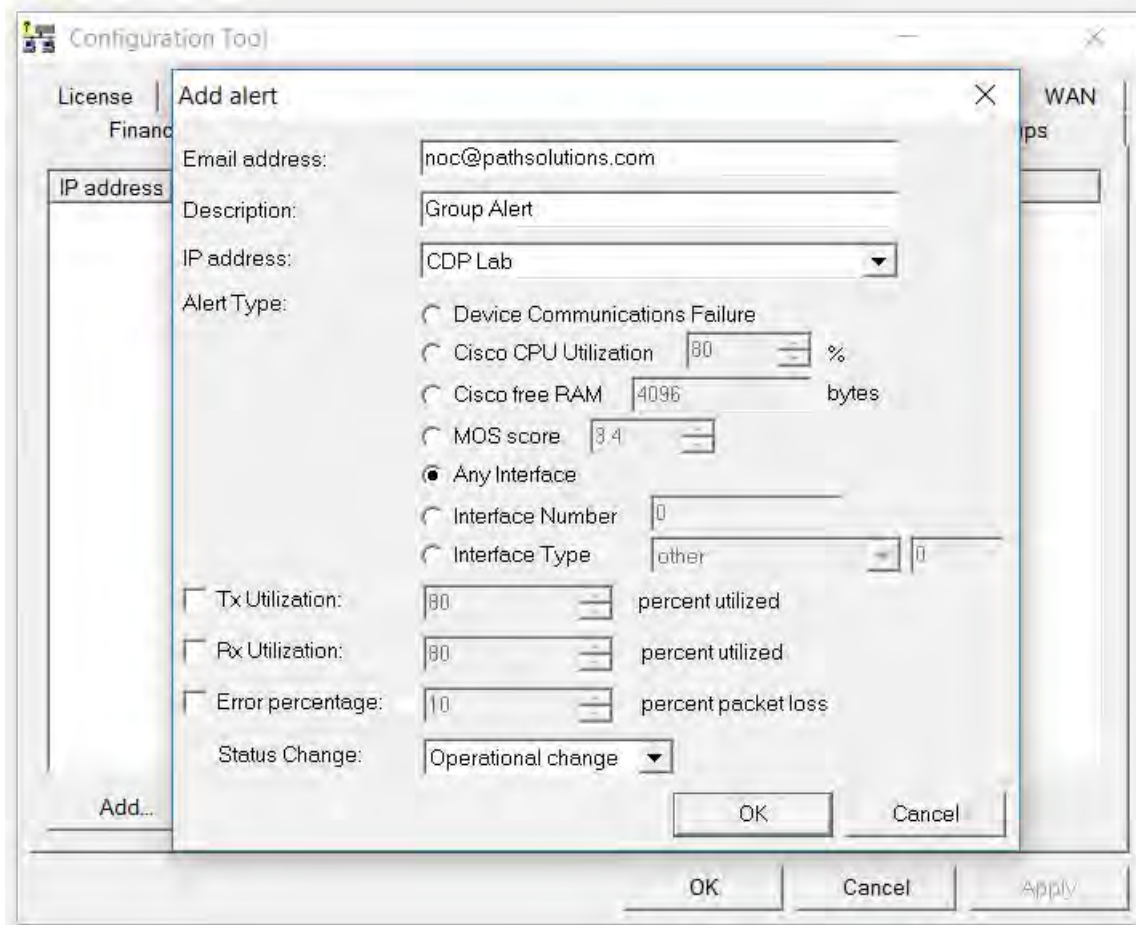 Configuration Tool
License
WAN
Financ
ps
IP address
Add alert
Email address: noc@pathsolutions.com
Description: Group Alert
IP address: CDP Lab
Alert Type:
Device Communications Failure
Cisco CPU Utilization 80 %
Cisco free RAM 4096 bytes
MOS score 3.4
Any Interface
Interface Number 0
Interface Type other 0
Tx Utilization: 80 percent utilized
Rx Utilization: 80 percent utilized
Error percentage: 10 percent packet loss
Status Change: Operational change
OK Cancel
Add...
OK Cancel Apply